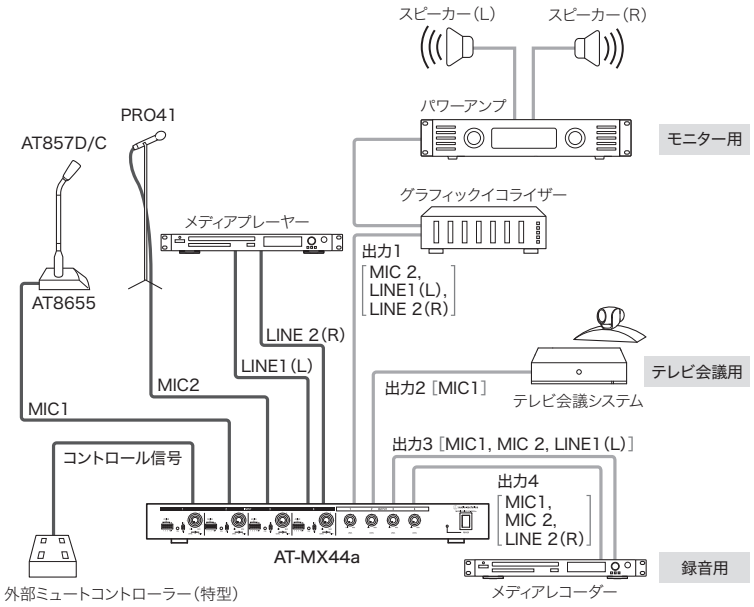 スピーカー(L)
スピーカー(R)
パワーアンプ
モニター用
PRO41
AT857D/C
グラフィックイコライザー
メディアプレーヤー
出力1
[MIC 2,
LINE1(L),
LINE 2(R)]
AT8655
LINE 2(R)
LINE1(L)
テレビ会議用
MIC2
出力2 [MIC1]
テレビ会議システム
MIC1
出力3 [MIC1, MIC 2, LINE1(L)]
コントロール信号
出力4
[MIC1,
MIC 2,
LINE 2(R)]
AT-MX44a
録音用
外部ミュートコントローラー(特型)
メディアレコーダー